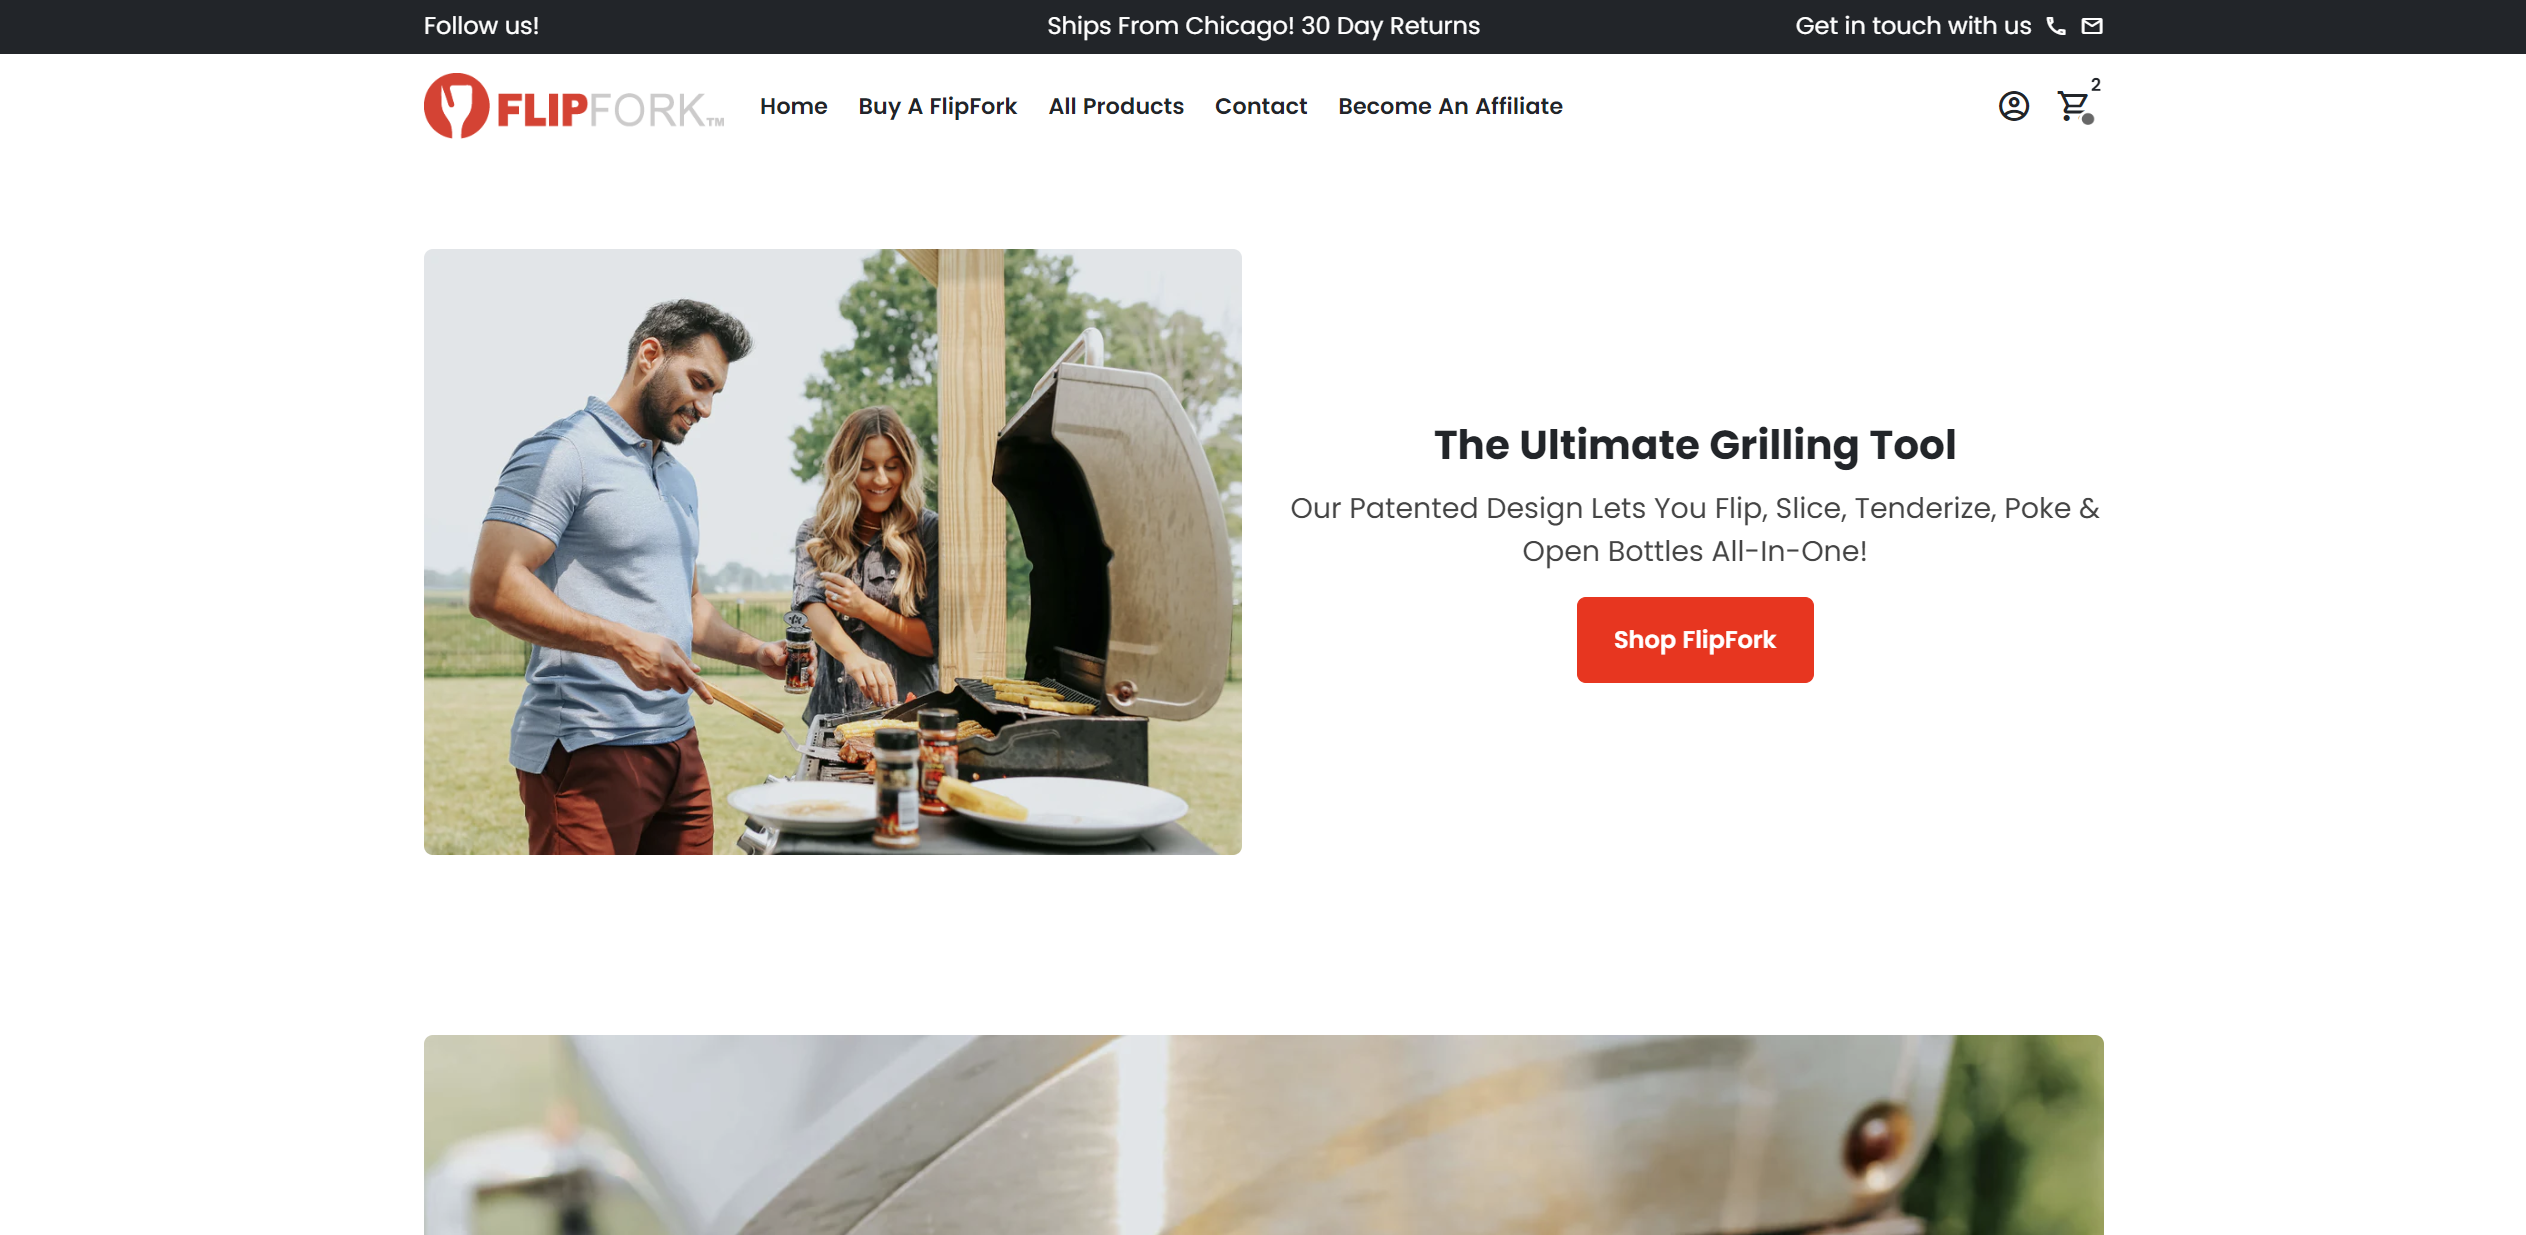 Follow us!
Ships From Chicago! 30 Day Returns
Get in touch with us
FLIPFORK™
Home
Buy A FlipFork
All Products
Contact
Become An Affiliate
2
The Ultimate Grilling Tool
Our Patented Design Lets You Flip, Slice, Tenderize, Poke &
Open Bottles All-In-One!
Shop FlipFork